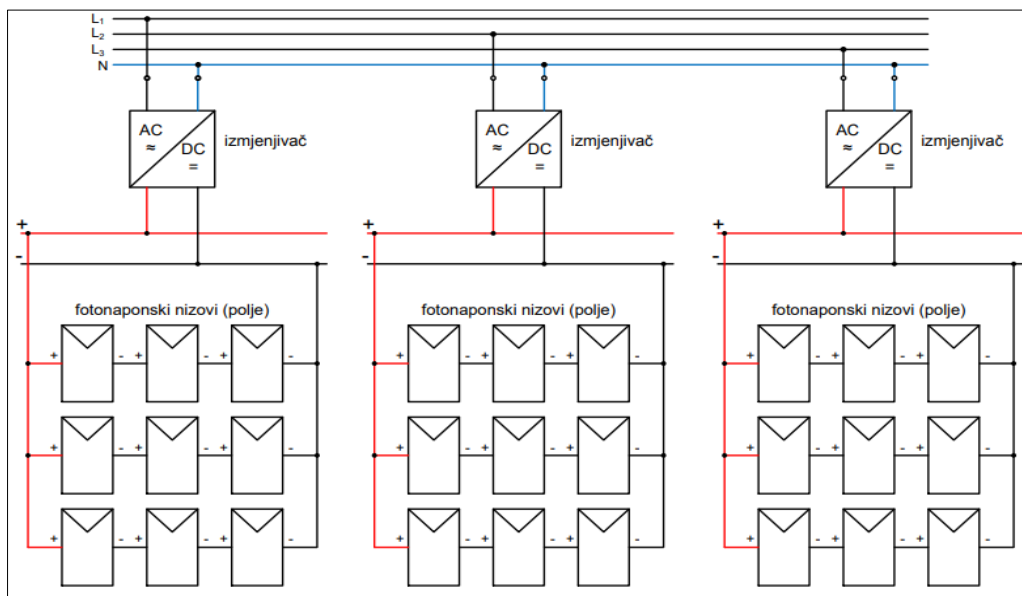 L₁
L₂
L₃
N
AC
≈
DC
=
izmjenjivač
AC
≈
DC
=
izmjenjivač
AC
≈
DC
=
izmjenjivač
+
-
+
-
+
-
fotonaponski nizovi (polje)
fotonaponski nizovi (polje)
fotonaponski nizovi (polje)
+ - + - + -
+ - + - + -
+ - + - + -
+ - + - + -
+ - + - + -
+ - + - + -
+ - + - + -
+ - + - + -
+ - + - + -